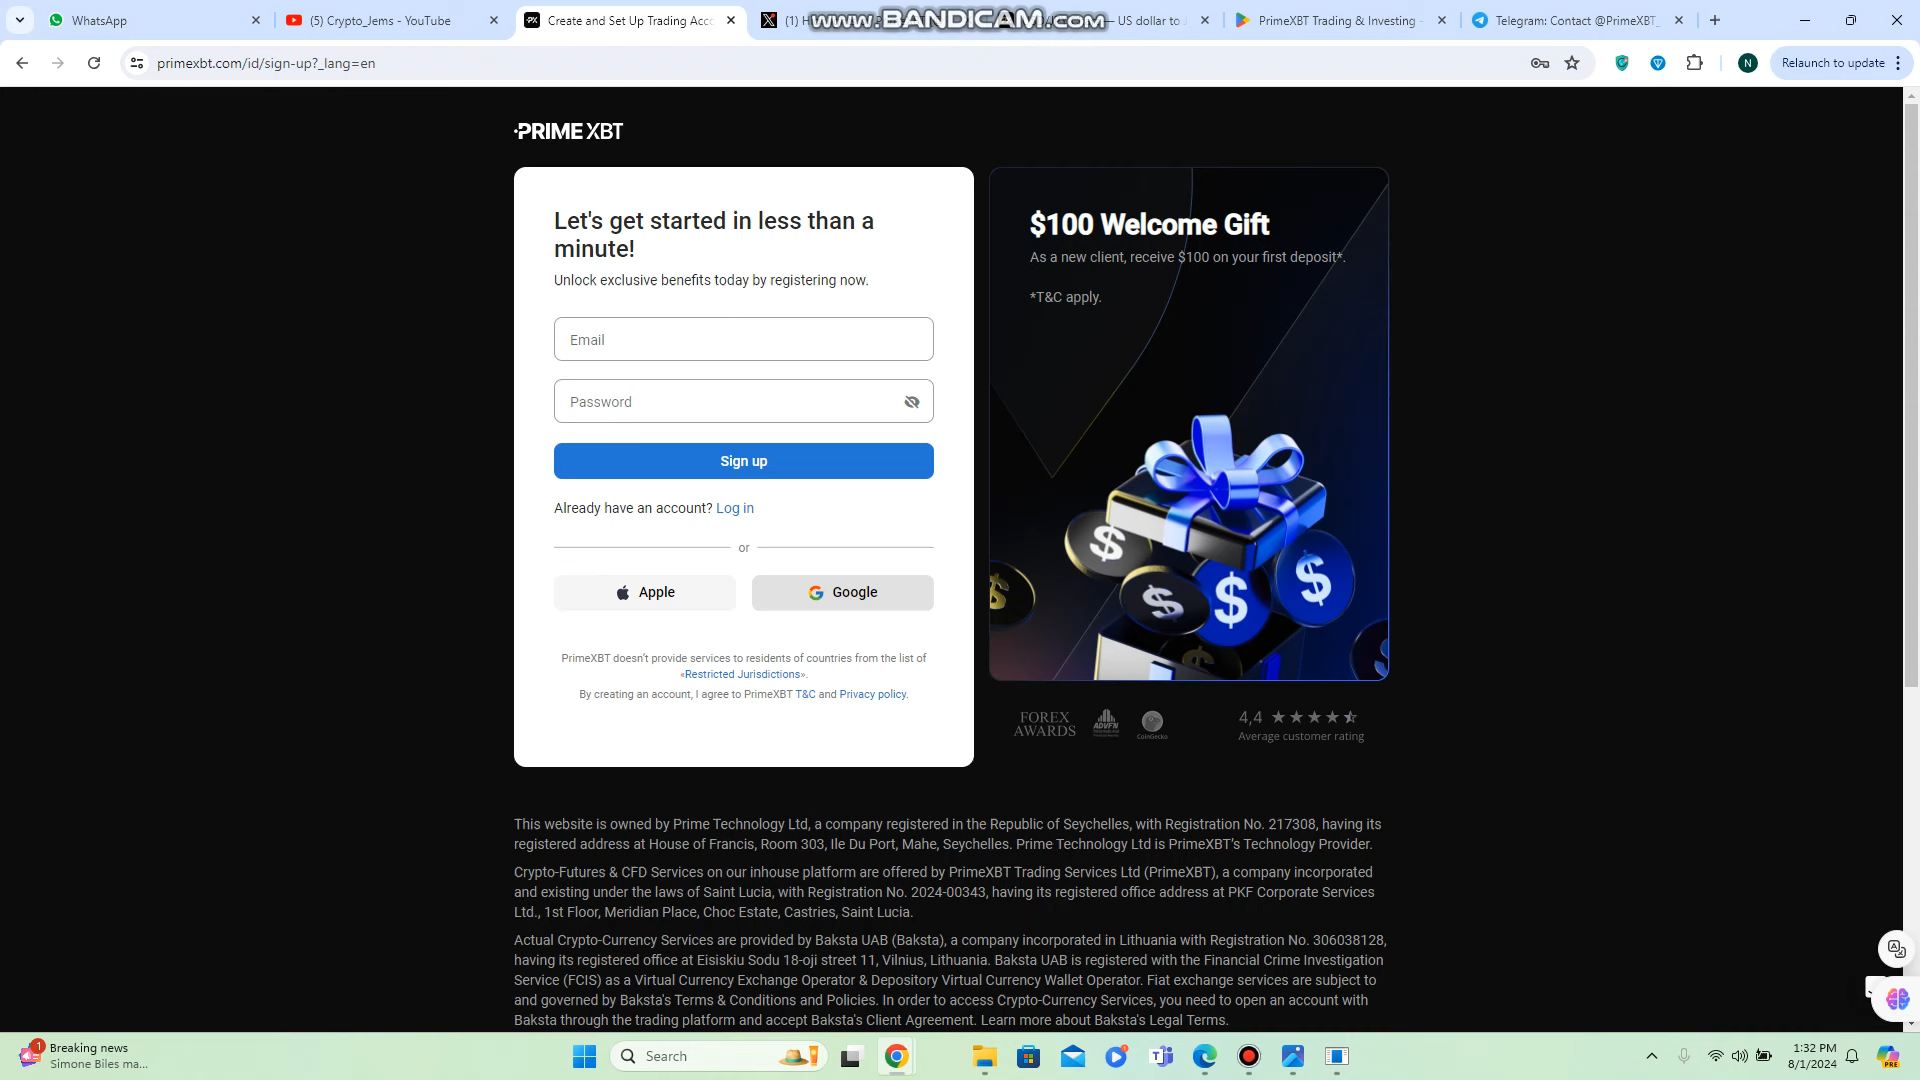 WhatsApp
(5) Crypto_Jems - YouTube
Create and Set Up Trading Acco
(1) H
www.BANDICAM.com
— US dollar to
PrimeXBT Trading & Investing -
Telegram: Contact @PrimeXBT_
primexbt.com/id/sign-up?_lang=en
N
Relaunch to update
PRIME XBT
Let's get started in less than a
minute!
Unlock exclusive benefits today by registering now.
Email
Password
Sign up
Already have an account? Log in
or
Apple
Google
PrimeXBT doesn't provide services to residents of countries from the list of
«Restricted Jurisdictions».
By creating an account, I agree to PrimeXBT T&C and Privacy policy.
$100 Welcome Gift
As a new client, receive $100 on your first deposit*.
*T&C apply.
FOREX
AWARDS
ADVFN
CoinGecko
4,4
Average customer rating
This website is owned by Prime Technology Ltd, a company registered in the Republic of Seychelles, with Registration No. 217308, having its
registered address at House of Francis, Room 303, Ile Du Port, Mahe, Seychelles. Prime Technology Ltd is PrimeXBT's Technology Provider.
Crypto-Futures & CFD Services on our inhouse platform are offered by PrimeXBT Trading Services Ltd (PrimeXBT), a company incorporated
and existing under the laws of Saint Lucia, with Registration No. 2024-00343, having its registered office address at PKF Corporate Services
Ltd., 1st Floor, Meridian Place, Choc Estate, Castries, Saint Lucia.
Actual Crypto-Currency Services are provided by Baksta UAB (Baksta), a company incorporated in Lithuania with Registration No. 306038128,
having its registered office at Eisiskiu Sodu 18-oji street 11, Vilnius, Lithuania. Baksta UAB is registered with the Financial Crime Investigation
Service (FCIS) as a Virtual Currency Exchange Operator & Depository Virtual Currency Wallet Operator. Fiat exchange services are subject to
and governed by Baksta's Terms & Conditions and Policies. In order to access Crypto-Currency Services, you need to open an account with
Baksta through the trading platform and accept Baksta's Client Agreement. Learn more about Baksta's Legal Terms.
1
Breaking news
Simone Biles ma...
Search
1:32 PM
8/1/2024
PRE